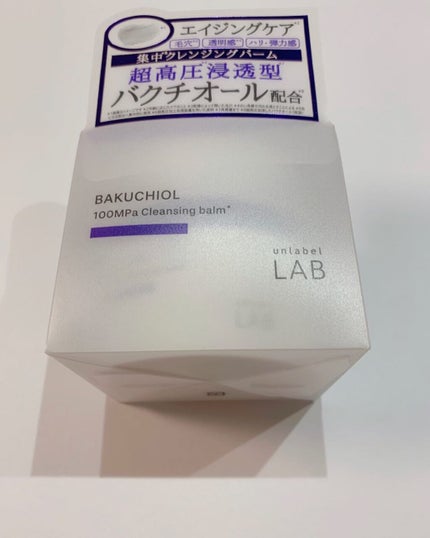 エイジングケア
毛穴 透明感 ハリ・弾力感
集中クレンジングバーム
超高圧浸透型
バクチオール配合
BAKUCHIOL
100MPa Cleansing balm*
unlabel
LAB